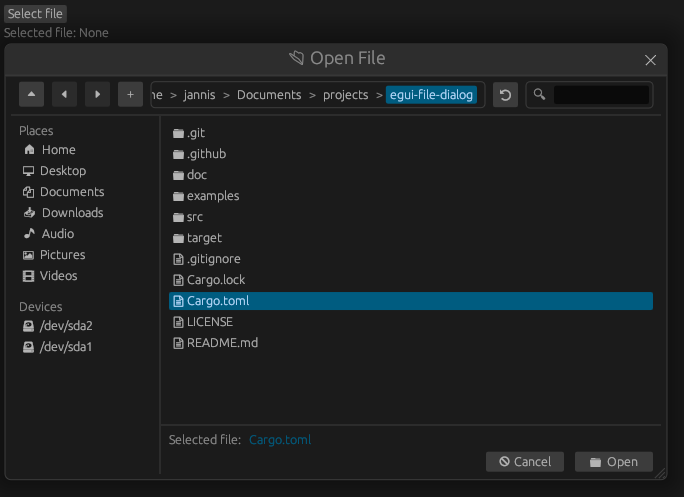 Select file
Selected file: None
Open File
ne > jannis > Documents > projects > egui-file-dialog
Places
Home
Desktop
Documents
Downloads
Audio
Pictures
Videos
Devices
/dev/sda2
/dev/sda1
.git
.github
doc
examples
src
target
.gitignore
Cargo.lock
Cargo.toml
LICENSE
README.md
Selected file: Cargo.toml
Cancel
Open